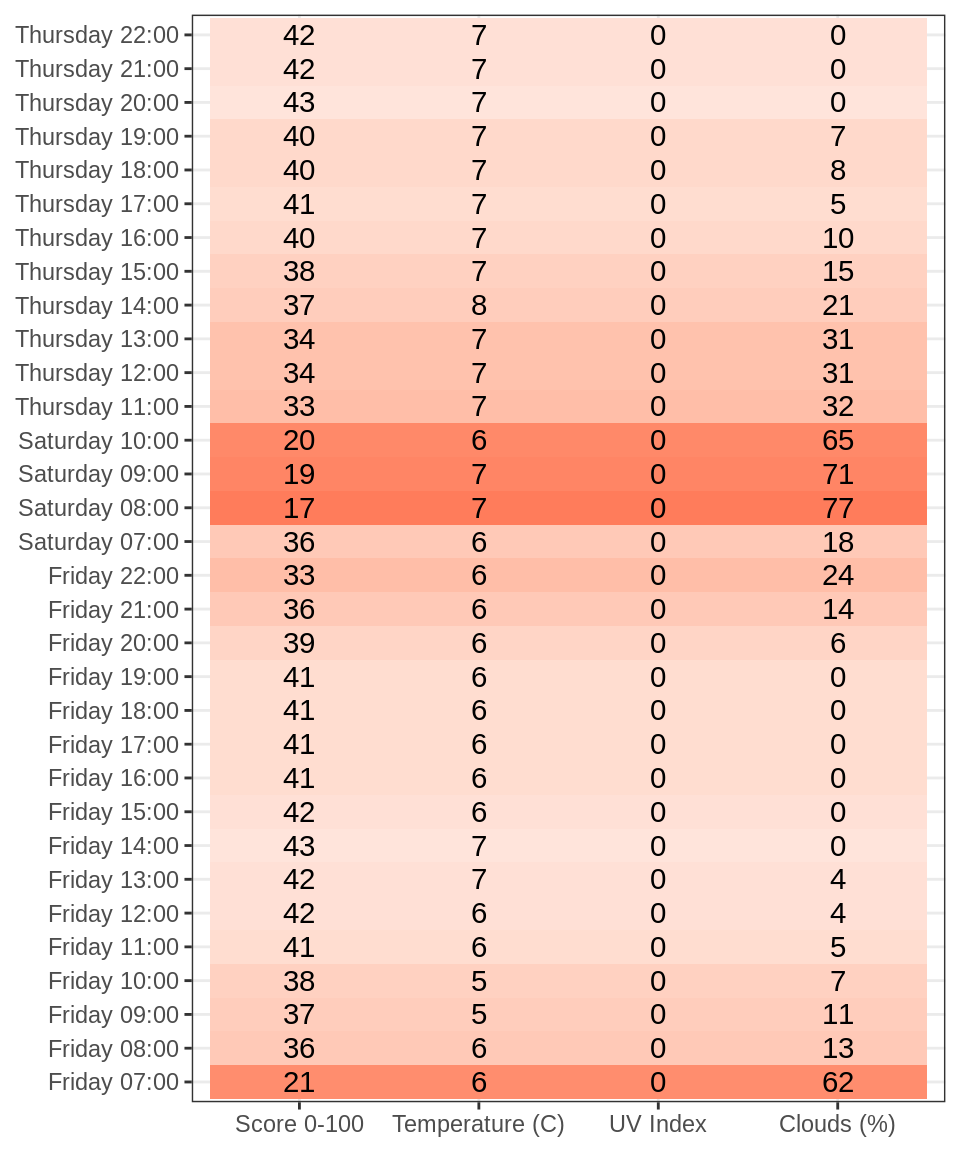 Thursday 22:00 42 7 0 0
Thursday 21:00 42 7 0 0
Thursday 20:00 43 7 0 0
Thursday 19:00 40 7 0 7
Thursday 18:00 40 7 0 8
Thursday 17:00 41 7 0 5
Thursday 16:00 40 7 0 10
Thursday 15:00 38 7 0 15
Thursday 14:00 37 8 0 21
Thursday 13:00 34 7 0 31
Thursday 12:00 34 7 0 31
Thursday 11:00 33 7 0 32
Saturday 10:00 20 6 0 65
Saturday 09:00 19 7 0 71
Saturday 08:00 17 7 0 77
Saturday 07:00 36 6 0 18
Friday 22:00 33 6 0 24
Friday 21:00 36 6 0 14
Friday 20:00 39 6 0 6
Friday 19:00 41 6 0 0
Friday 18:00 41 6 0 0
Friday 17:00 41 6 0 0
Friday 16:00 41 6 0 0
Friday 15:00 42 6 0 0
Friday 14:00 43 7 0 0
Friday 13:00 42 7 0 4
Friday 12:00 42 6 0 4
Friday 11:00 41 6 0 5
Friday 10:00 38 5 0 7
Friday 09:00 37 5 0 11
Friday 08:00 36 6 0 13
Friday 07:00 21 6 0 62
Score 0-100 Temperature (C) UV Index Clouds (%)